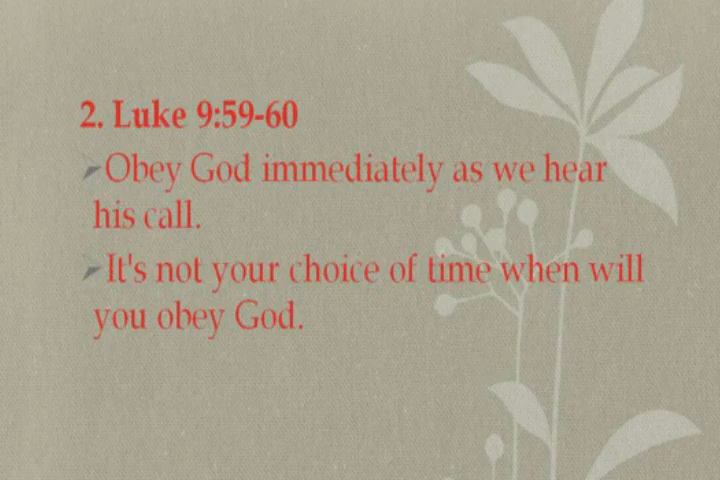 2. Luke 9:59-60
Obey God immediately as we hear
his call.
It's not your choice of time when will
you obey God.